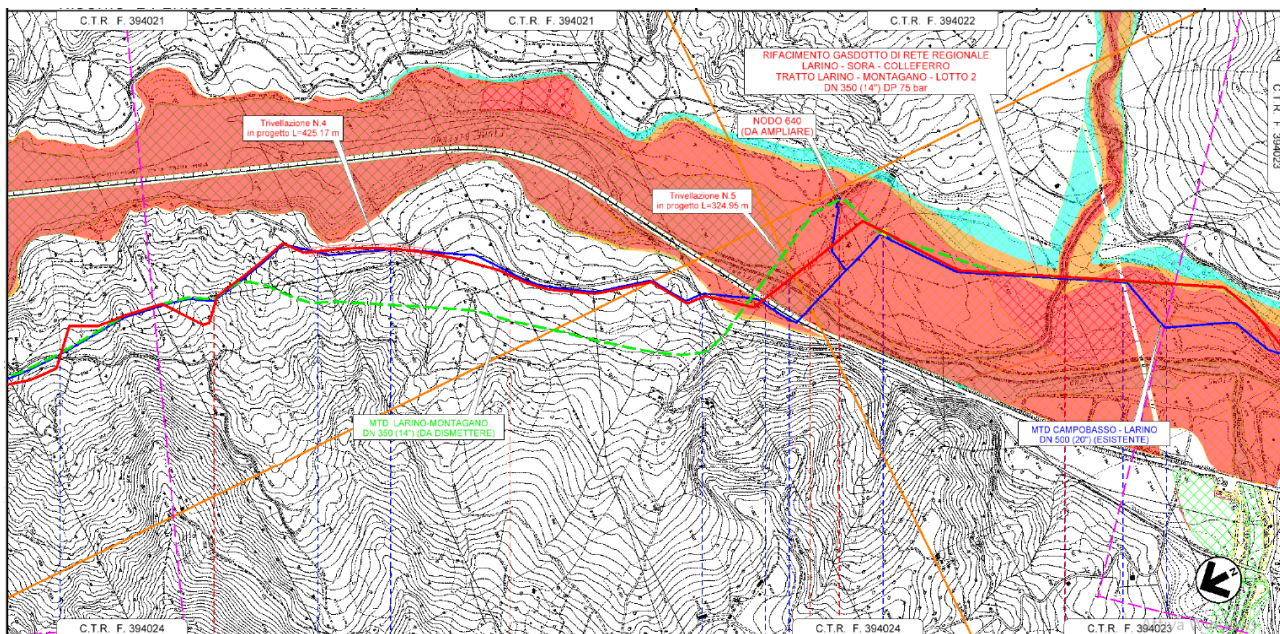 C.T.R. F. 394021
C.T.R. F. 394021
C.T.R. F. 394022
RIFACIMENTO GASDOTTO DI RETE REGIONALE
LARINO - SORA - COLLEFERRO
TRATTO LARINO - MONTAGANO - LOTTO 2
DN 350 (14") DP 75 bar
C.T.R. F. 394023
Trivellazione N.4
in progetto L=425.17 m
NODO 640
(DA AMPLIARE)
Trivellazione N.5
in progetto L=324.95 m
MTD LARINO-MONTAGANO
DN 350 (14") (DA DISMETTERE)
MTD CAMPOBASSO - LARINO
DN 500 (20") (ESISTENTE)
N
C.T.R. F. 394024
C.T.R. F. 394024
C.T.R. F. 394023